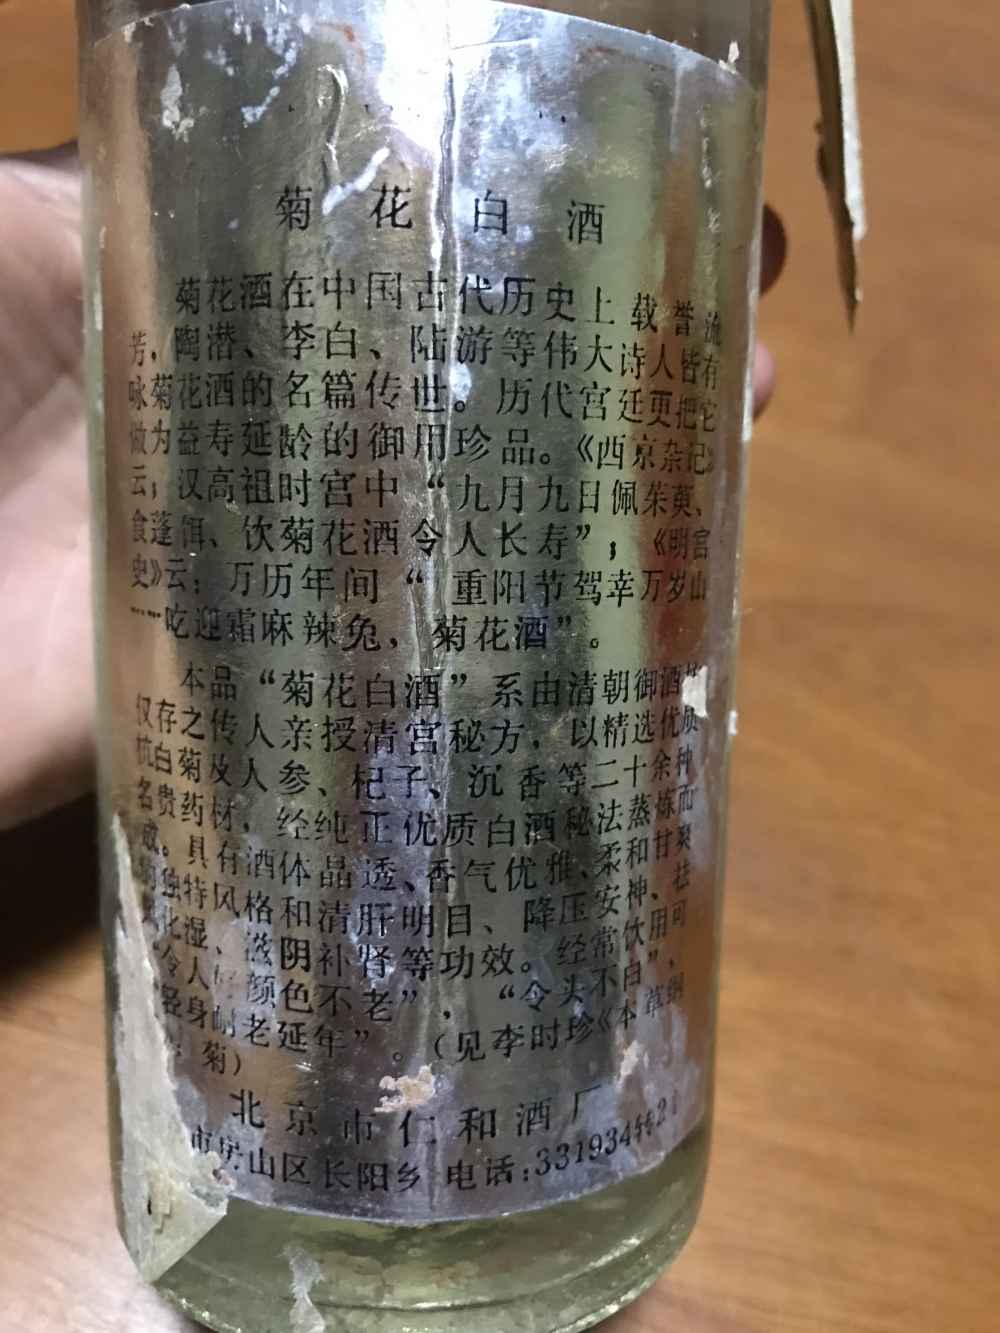 菊花白酒
菊花酒在中国古代历史上载誉流
芳，陶潜、李白、陆游等伟大诗人皆有
咏菊花酒的名篇传世。历代宫廷更把它
做为益寿延龄的御用珍品。《西京杂记》
云；汉高祖时宫中“九月九日佩茱萸、
食蓬饵、饮菊花酒令人长寿”；《明宫
史》云；万历年间“重阳节驾幸万岁山
……吃迎霜麻辣兔，菊花酒”。
本品“菊花白酒”系由清朝御酒坊
仅存之传人亲授清宫秘方，以精选优质
杭白菊及人参、杞子、沉香等二十余种
名贵药材，经纯正优质白酒秘法蒸炼而
成。具有酒体晶透、香气优雅、柔和甘爽
的独特风格和清肝明目、降压安神、祛
化湿、滋阴补肾等功效。经常饮用可
“令人好颜色不老”，“令头不白”，
“轻身耐老延年”。（见李时珍《本草纲
菊）
北京市仁和酒厂
市房山区长阳乡 电话:3319345